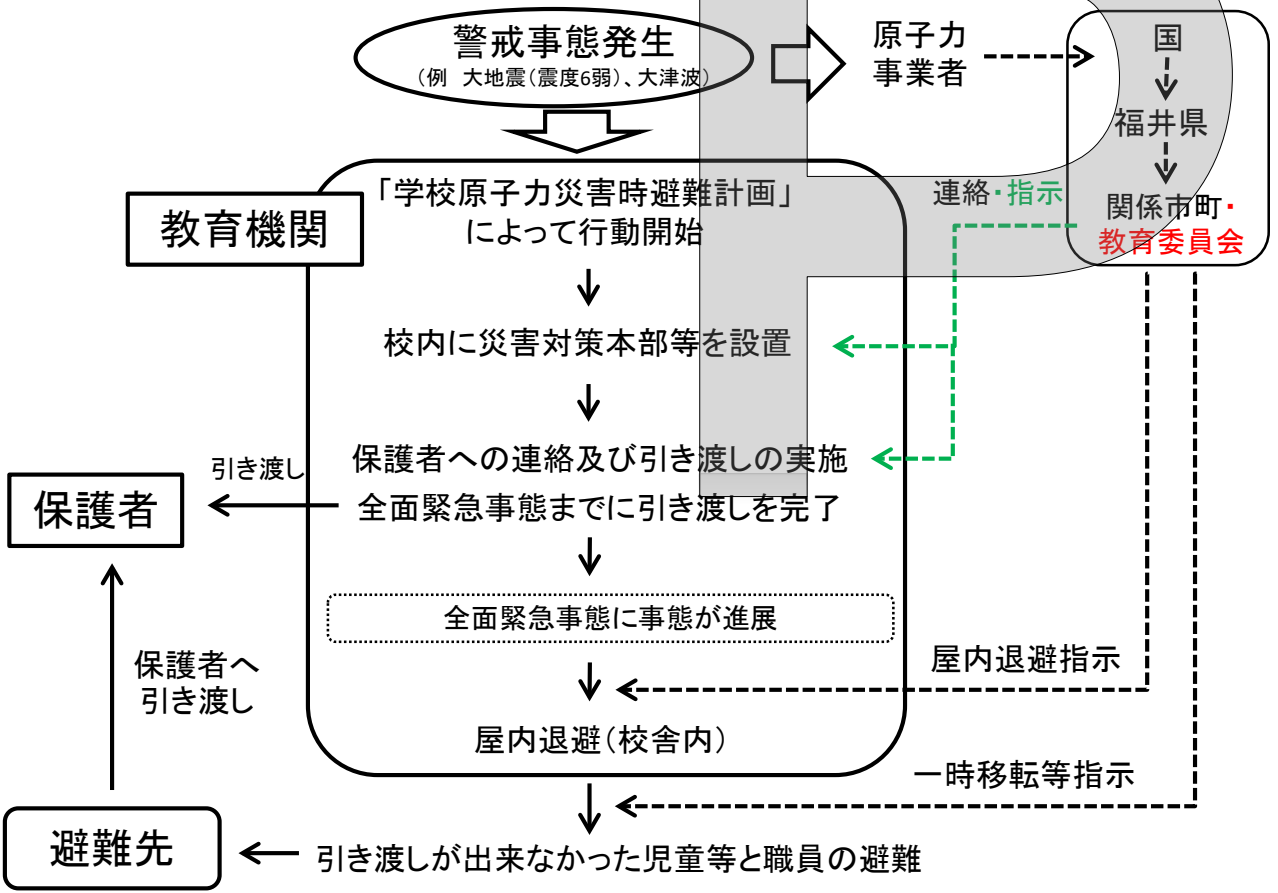 警戒事態発生
(例　大地震(震度6弱)、大津波)
原子力
事業者
国
福井県
関係市町・
教育委員会
連絡・指示
教育機関
「学校原子力災害時避難計画」
によって行動開始
校内に災害対策本部等を設置
保護者への連絡及び引き渡しの実施
全面緊急事態までに引き渡しを完了
引き渡し
保護者
全面緊急事態に事態が進展
屋内退避指示
保護者へ
引き渡し
屋内退避(校舎内)
一時移転等指示
避難先
引き渡しが出来なかった児童等と職員の避難